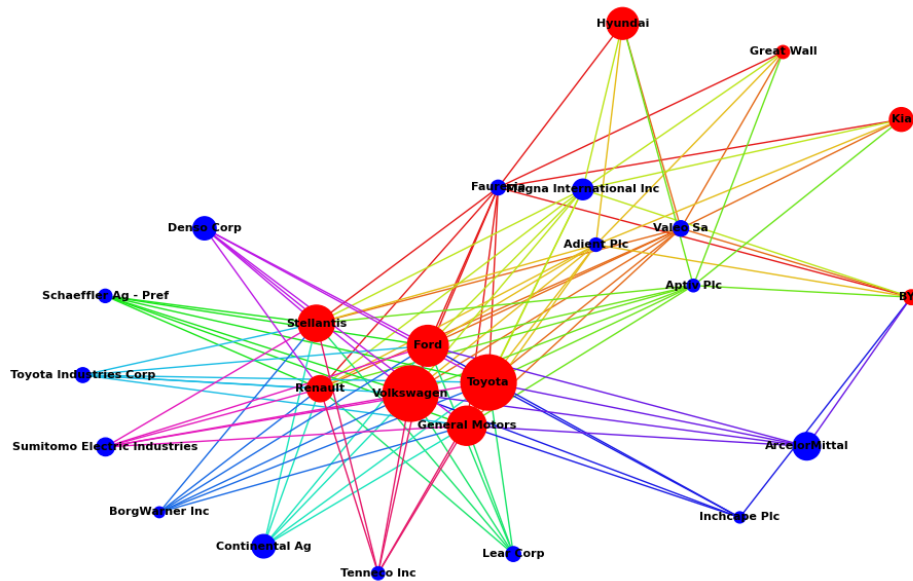 Hyundai
Great Wall
Kia
Faurecia
Magna International Inc
Denso Corp
Valeo Sa
Adient Plc
Aptiv Plc
Schaeffler Ag - Pref
BY
Stellantis
Ford
Toyota Industries Corp
Renault
Volkswagen
Toyota
General Motors
Sumitomo Electric Industries
ArcelorMittal
BorgWarner Inc
Inchcape Plc
Continental Ag
Lear Corp
Tenneco Inc